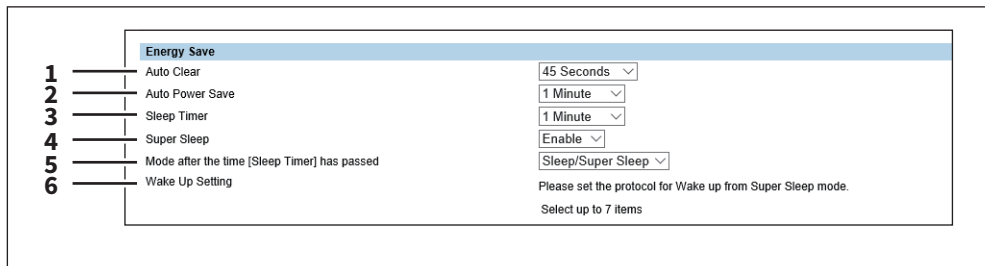 Energy Save
1 Auto Clear 45 Seconds
2 Auto Power Save 1 Minute
3 Sleep Timer 1 Minute
4 Super Sleep Enable
5 Mode after the time [Sleep Timer] has passed Sleep/Super Sleep
6 Wake Up Setting Please set the protocol for Wake up from Super Sleep mode.
Select up to 7 items